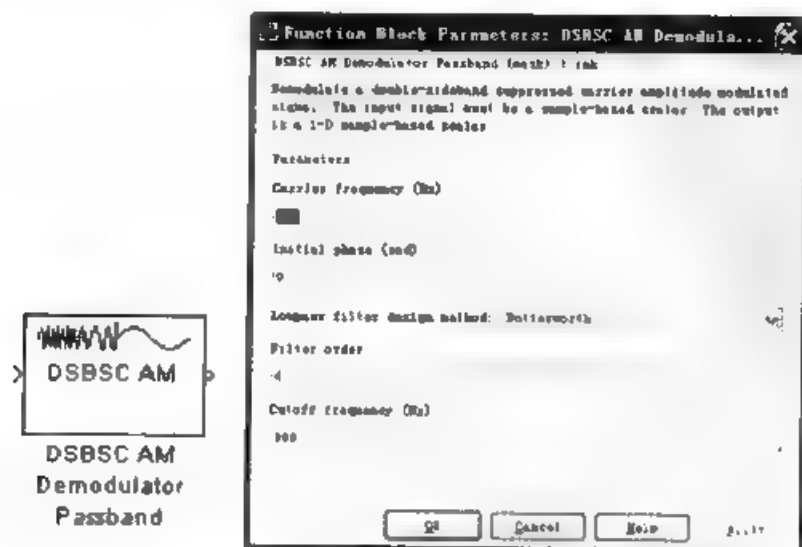 Function Block Parameters: DSBSC AM Demodula...
DSBSC AM Demodulator Passband (mask) (link)
Demodulate a double-sideband suppressed carrier amplitude modulated
signal. The input signal must be a sample-based scalar. The output
is a 1-D sample-based scalar
Parameters
Carrier frequency (Hz)
Initial phase (rad)
0
Lowpass filter design method: Butterworth
Filter order
4
Cutoff frequency (Hz)
OK
Cancel
Help
DSBSC AM
DSBSC AM
Demodulator
Passband